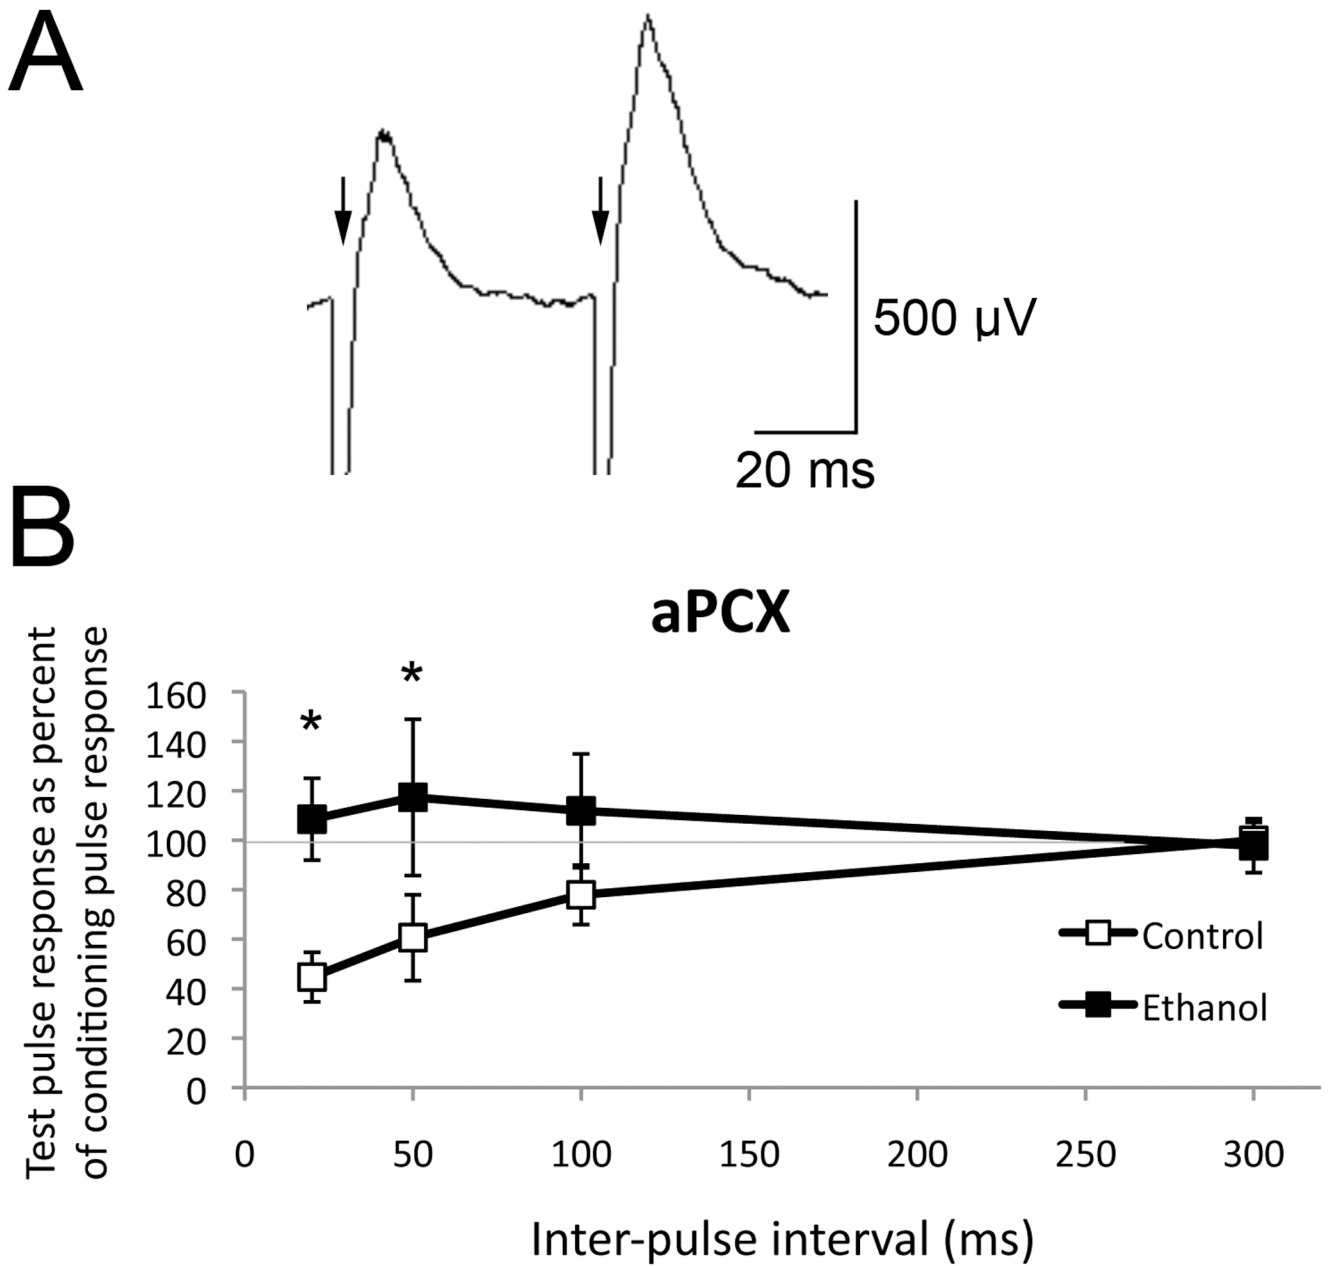 A
500 µV
20 ms
B
aPCX
Test pulse response as percent
of conditioning pulse response
160
140
120
100
80
60
40
20
0
*
*
Control
Ethanol
0 50 100 150 200 250 300
Inter-pulse interval (ms)